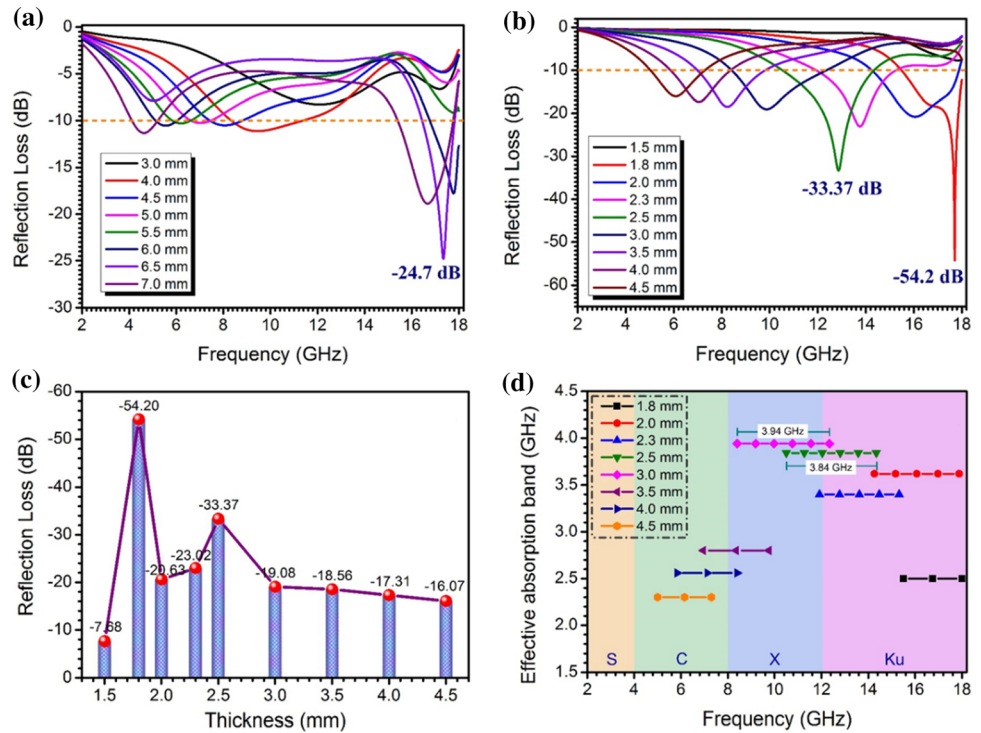 (a)
0
-5
-10
-15
-20
-25
-30
Reflection Loss (dB)
3.0 mm
4.0 mm
4.5 mm
5.0 mm
5.5 mm
6.0 mm
6.5 mm
7.0 mm
-24.7 dB
2 4 6 8 10 12 14 16 18
Frequency (GHz)
(b)
0
-10
-20
-30
-40
-50
-60
Reflection Loss (dB)
1.5 mm
1.8 mm
2.0 mm
2.3 mm
2.5 mm
3.0 mm
3.5 mm
4.0 mm
4.5 mm
-33.37 dB
-54.2 dB
2 4 6 8 10 12 14 16 18
Frequency (GHz)
(c)
-60
-50
-40
-30
-20
-10
0
Reflection Loss (dB)
-7.68
-54.20
-20.63
-23.02
-33.37
-19.08
-18.56
-17.31
-16.07
1.5 2.0 2.5 3.0 3.5 4.0 4.5
Thickness (mm)
(d)
4.5
4.0
3.5
3.0
2.5
2.0
1.5
Effective absorption band (GHz)
1.8 mm
2.0 mm
2.3 mm
2.5 mm
3.0 mm
3.5 mm
4.0 mm
4.5 mm
3.94 GHz
3.84 GHz
S C X Ku
2 4 6 8 10 12 14 16 18
Frequency (GHz)